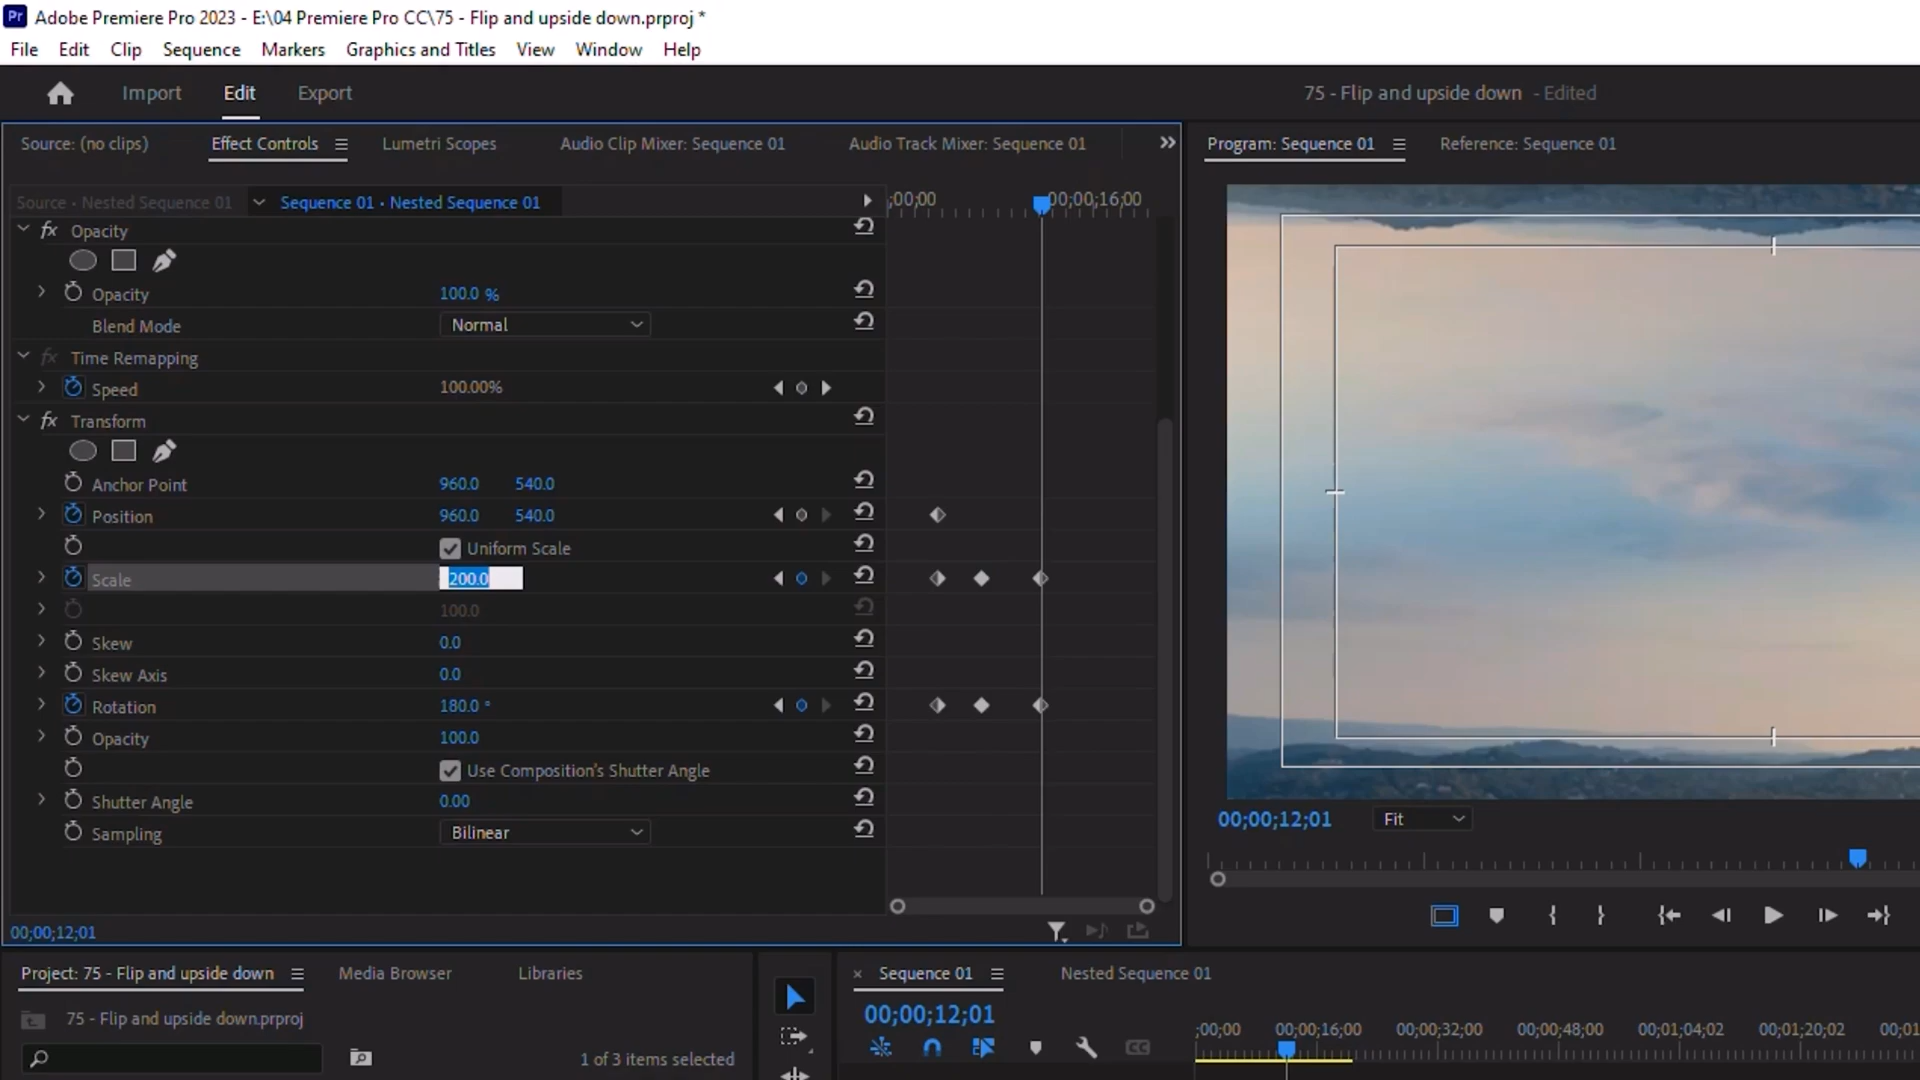 Pr Adobe Premiere Pro 2023 - E:\04 Premiere Pro CC\75 - Flip and upside down.prproj *
File Edit Clip Sequence Markers Graphics and Titles View Window Help
Import Edit Export 75 - Flip and upside down - Edited
Source: (no clips) Effect Controls Lumetri Scopes Audio Clip Mixer: Sequence 01 Audio Track Mixer: Sequence 01 Program: Sequence 01 Reference: Sequence 01
Source · Nested Sequence 01 Sequence 01 · Nested Sequence 01 ;00;00 00;00;16;00
fx Opacity
Opacity 100.0 %
Blend Mode Normal
fx Time Remapping
Speed 100.00%
fx Transform
Anchor Point 960.0 540.0
Position 960.0 540.0
Uniform Scale
Scale 200.0
100.0
Skew 0.0
Skew Axis 0.0
Rotation 180.0 °
Opacity 100.0
Use Composition's Shutter Angle
Shutter Angle 0.00
Sampling Bilinear
00;00;12;01 Fit
00;00;12;01
Project: 75 - Flip and upside down Media Browser Libraries Sequence 01 Nested Sequence 01
75 - Flip and upside down.prproj 00;00;12;01
;00;00 00;00;16;00 00;00;32;00 00;00;48;00 00;01;04;02 00;01;20;02 00;01
1 of 3 items selected CC